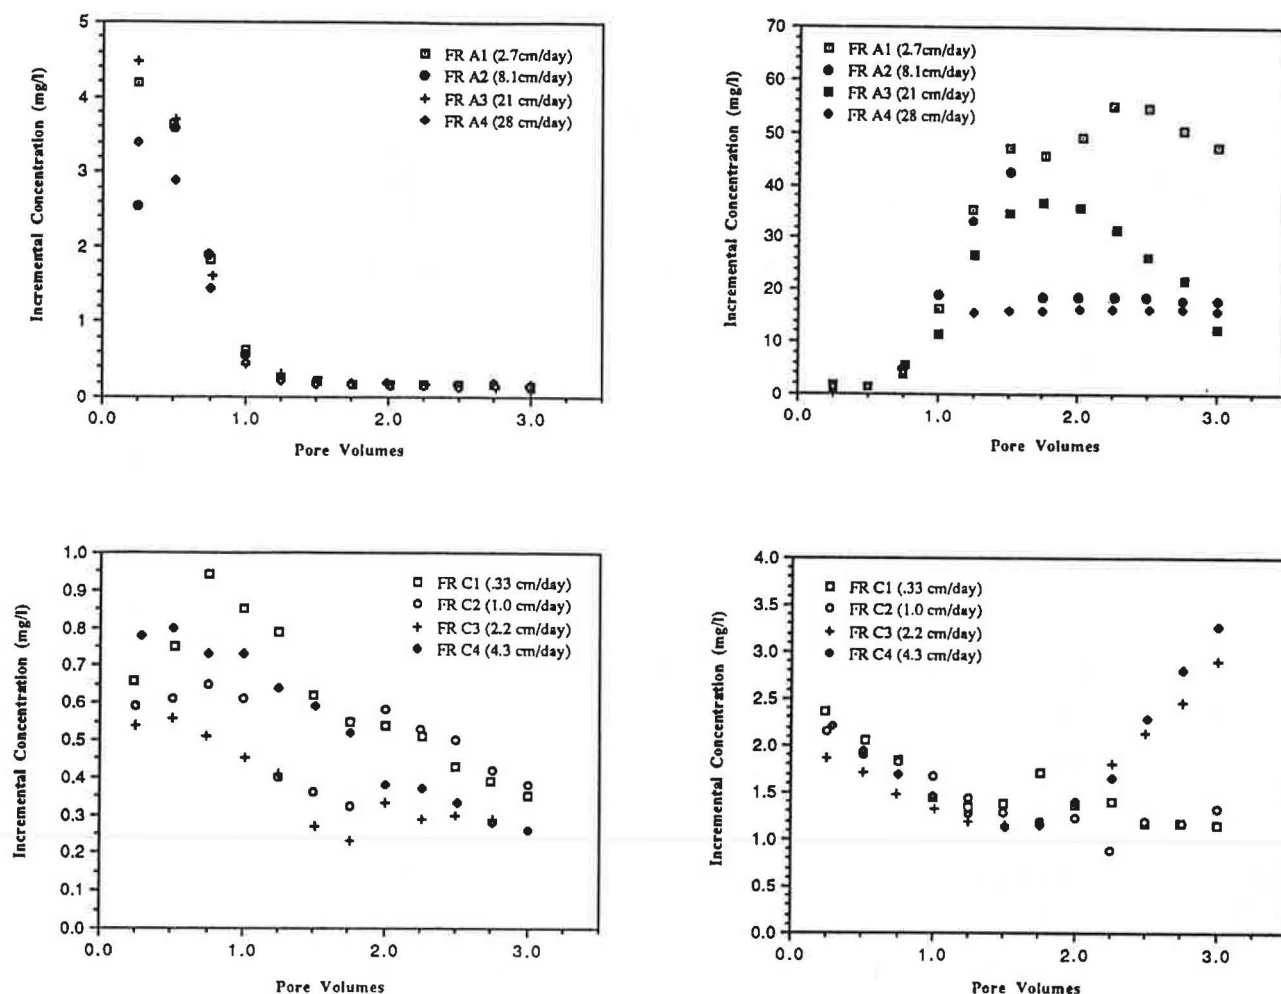 Incremental Concentration (mg/l)
5
4
3
2
1
0
0.0
1.0
2.0
3.0
Pore Volumes
FR A1 (2.7cm/day)
FR A2 (8.1cm/day)
FR A3 (21 cm/day)
FR A4 (28 cm/day)
Incremental Concentration (mg/l)
70
60
50
40
30
20
10
0
0.0
1.0
2.0
3.0
Pore Volumes
FR A1 (2.7cm/day)
FR A2 (8.1cm/day)
FR A3 (21 cm/day)
FR A4 (28 cm/day)
Incremental Concentration (mg/l)
1.0
0.9
0.8
0.7
0.6
0.5
0.4
0.3
0.2
0.1
0.0
0.0
1.0
2.0
3.0
Pore Volumes
FR C1 (.33 cm/day)
FR C2 (1.0 cm/day)
FR C3 (2.2 cm/day)
FR C4 (4.3 cm/day)
Incremental Concentration (mg/l)
4.0
3.5
3.0
2.5
2.0
1.5
1.0
0.5
0.0
0.0
1.0
2.0
3.0
Pore Volumes
FR C1 (.33 cm/day)
FR C2 (1.0 cm/day)
FR C3 (2.2 cm/day)
FR C4 (4.3 cm/day)